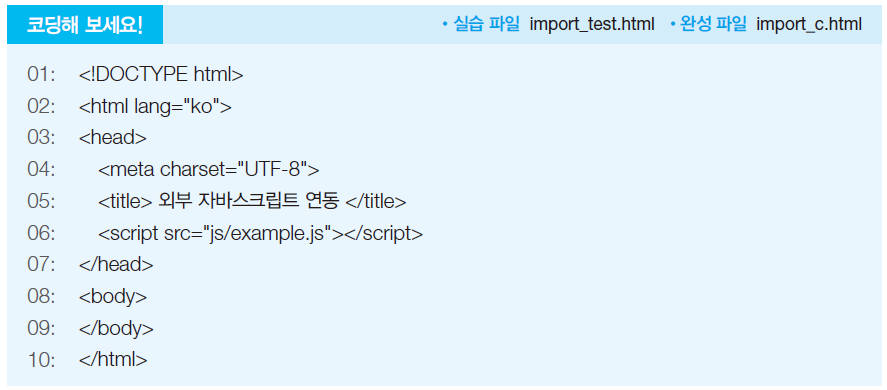 코딩해 보세요!
• 실습 파일 import_test.html • 완성 파일 import_c.html
01: <!DOCTYPE html>
02: <html lang="ko">
03: <head>
04: <meta charset="UTF-8">
05: <title> 외부 자바스크립트 연동 </title>
06: <script src="js/example.js"></script>
07: </head>
08: <body>
09: </body>
10: </html>